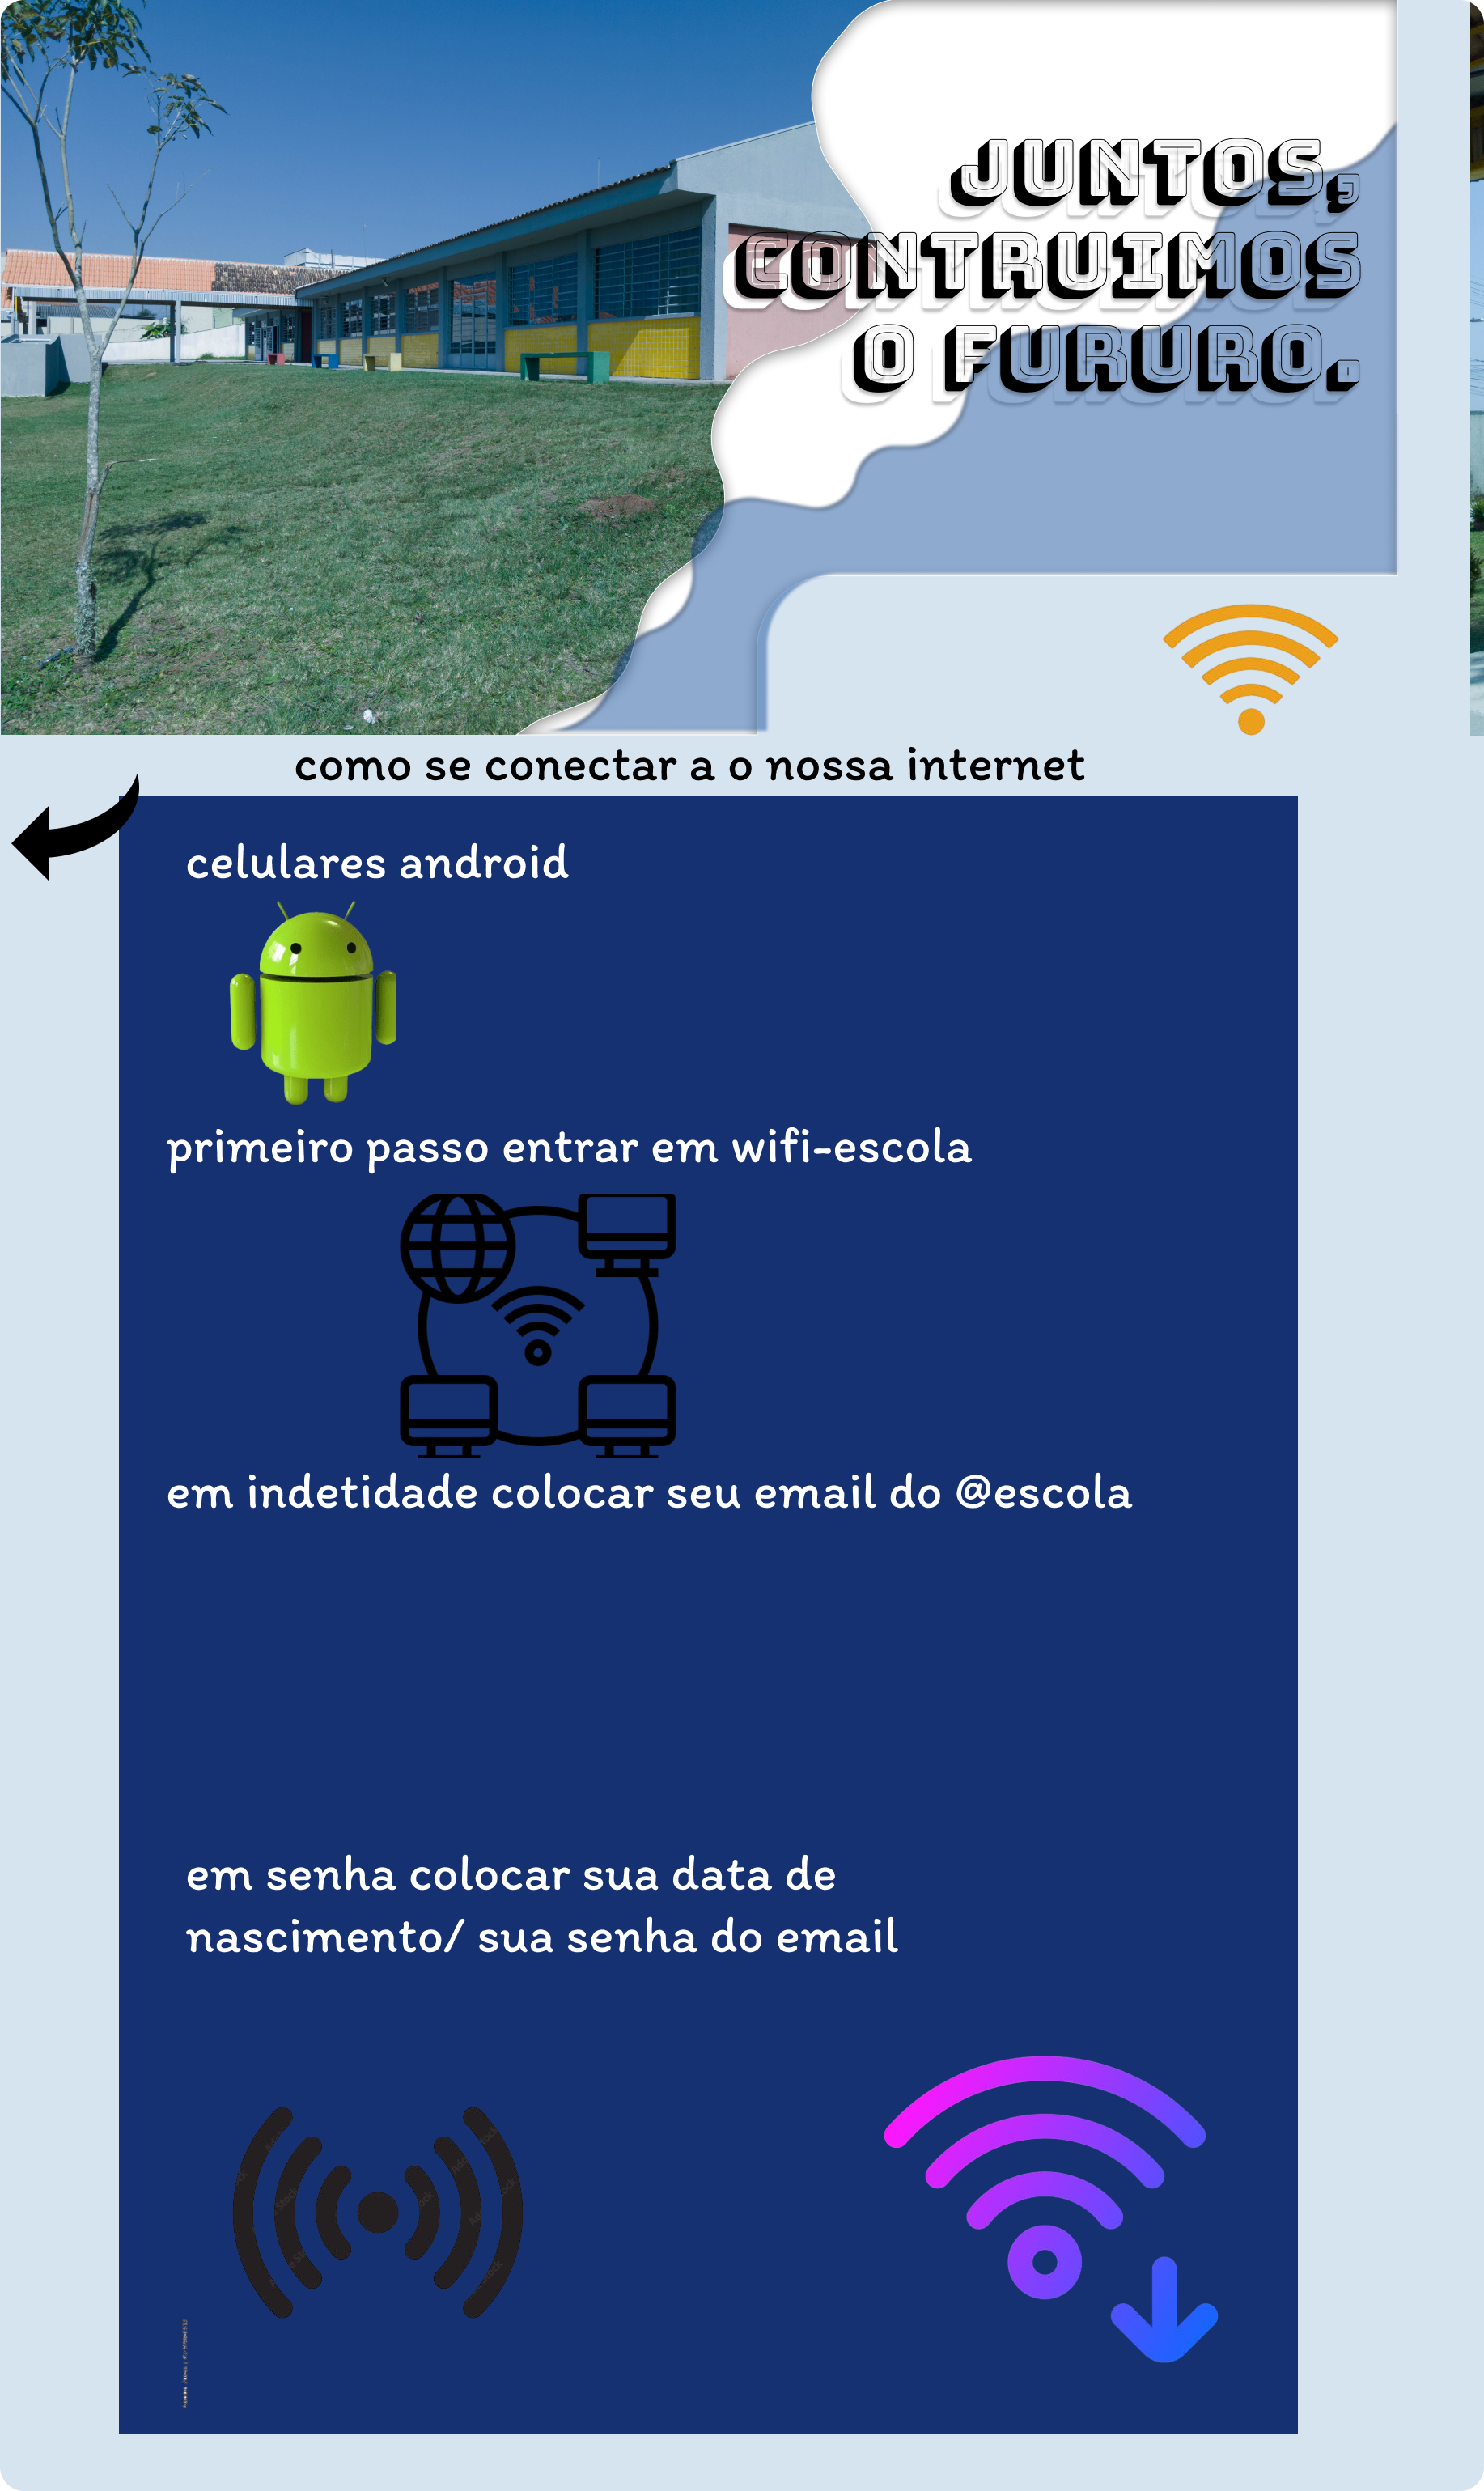 JUNTOS,
CONTRUIMOS
O FURURO.
como se conectar a o nossa internet
celulares android
primeiro passo entrar em wifi-escola
em indetidade colocar seu email do @escola
em senha colocar sua data de
nascimento/ sua senha do email